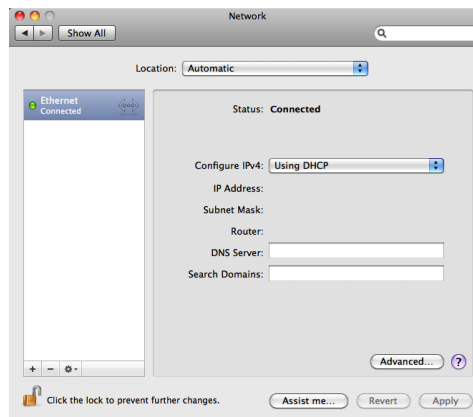 Network
Show All
Location: Automatic
Ethernet
Connected
Status: Connected
Configure IPv4: Using DHCP
IP Address:
Subnet Mask:
Router:
DNS Server:
Search Domains:
Advanced... ?
+ −
Click the lock to prevent further changes.
Assist me... Revert Apply